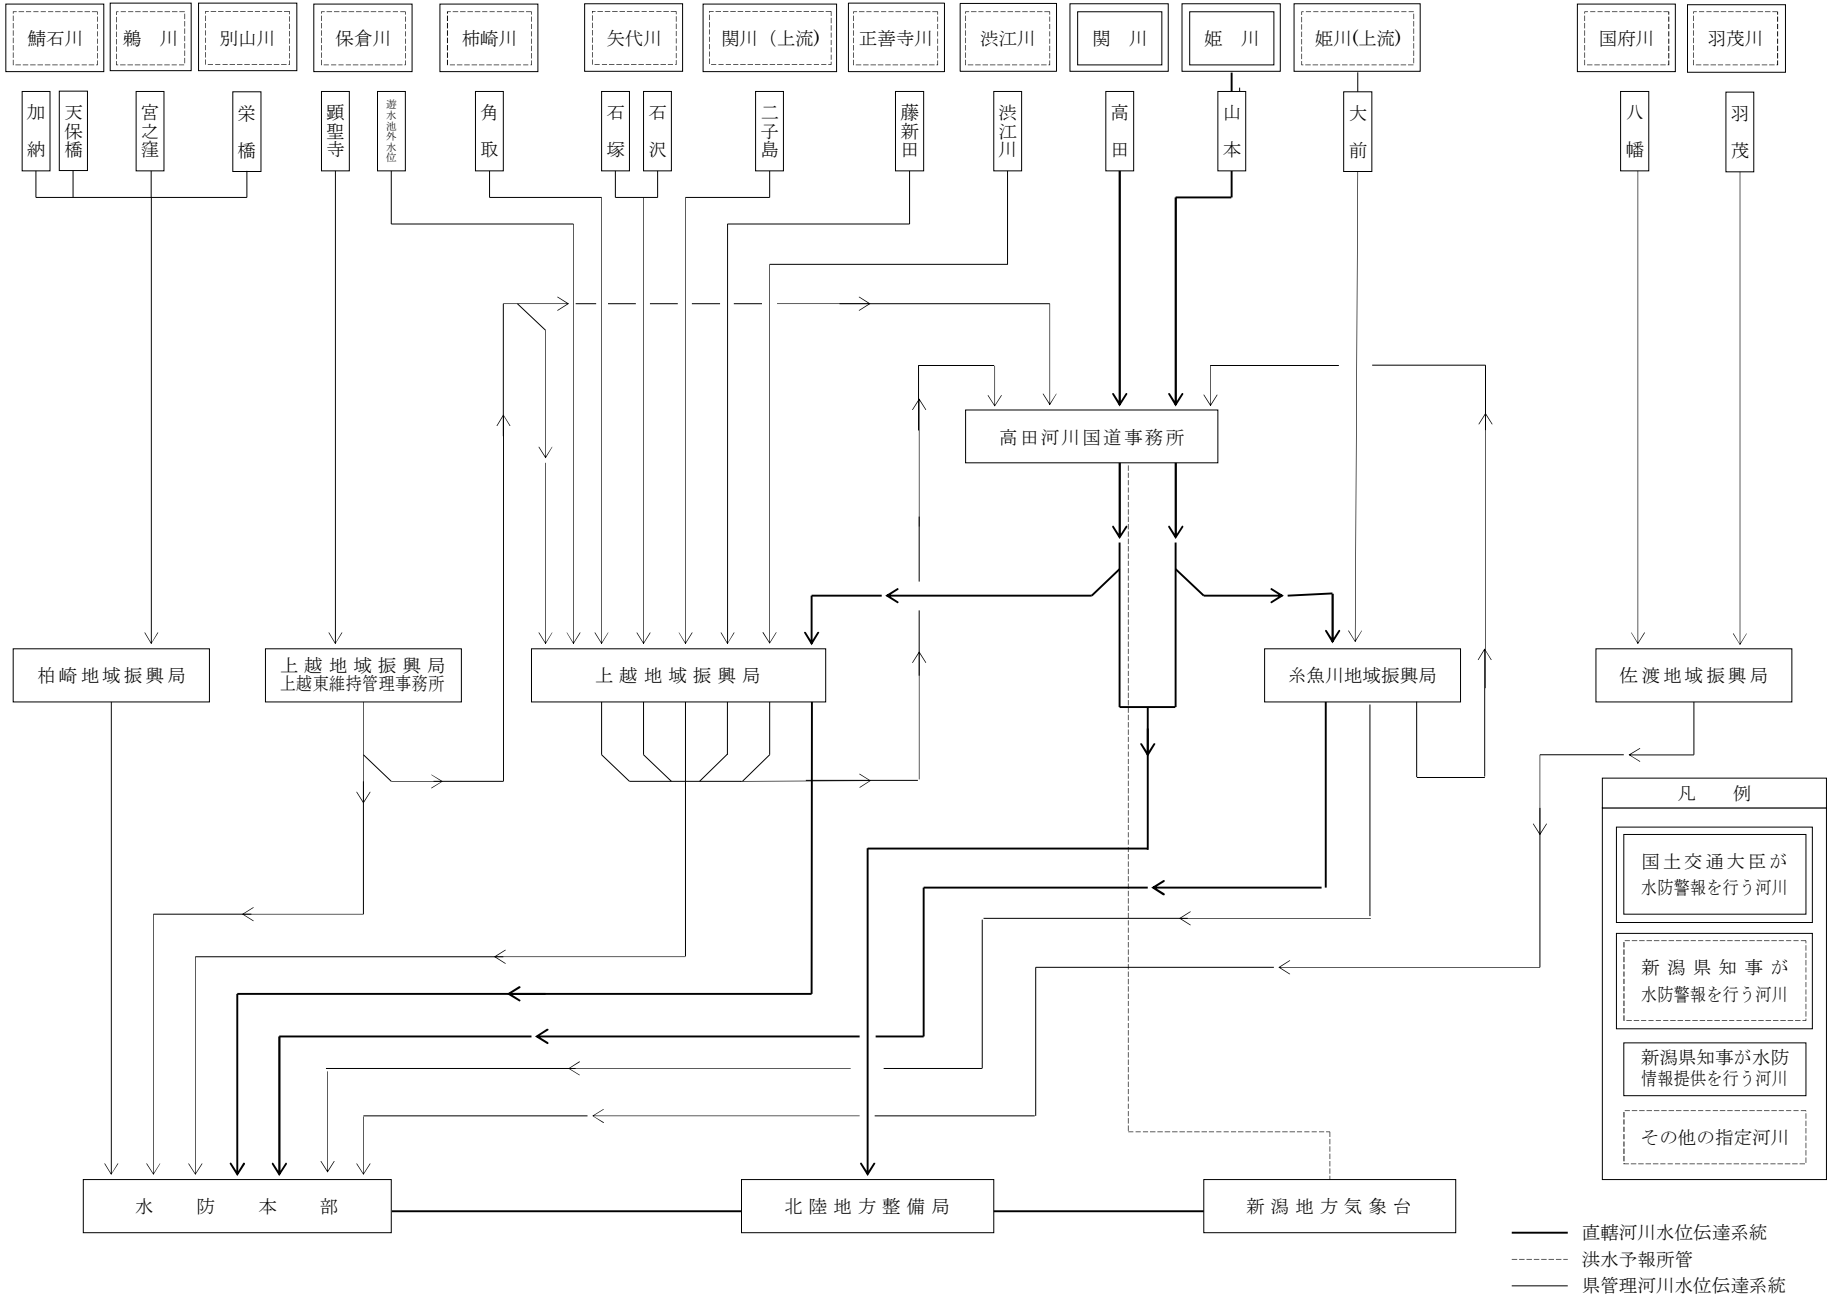 鯖石川
鵜　川
別山川
保倉川
柿崎川
矢代川
関川（上流）
正善寺川
渋江川
関　川
姫　川
姫川(上流)
国府川
羽茂川
加　納
天保橋
宮之窪
栄　橋
顕聖寺
遊水池外水位
角　取
石　塚
石　沢
二子島
藤新田
渋江川
高　田
山　本
大　前
八　幡
羽　茂
高田河川国道事務所
柏崎地域振興局
上越地域振興局
上越東維持管理事務所
上越地域振興局
糸魚川地域振興局
佐渡地域振興局
凡　例
国土交通大臣が
水防警報を行う河川
新潟県知事が
水防警報を行う河川
新潟県知事が水防
情報提供を行う河川
その他の指定河川
水　防　本　部
北陸地方整備局
新潟地方気象台
直轄河川水位伝達系統
洪水予報所管
県管理河川水位伝達系統